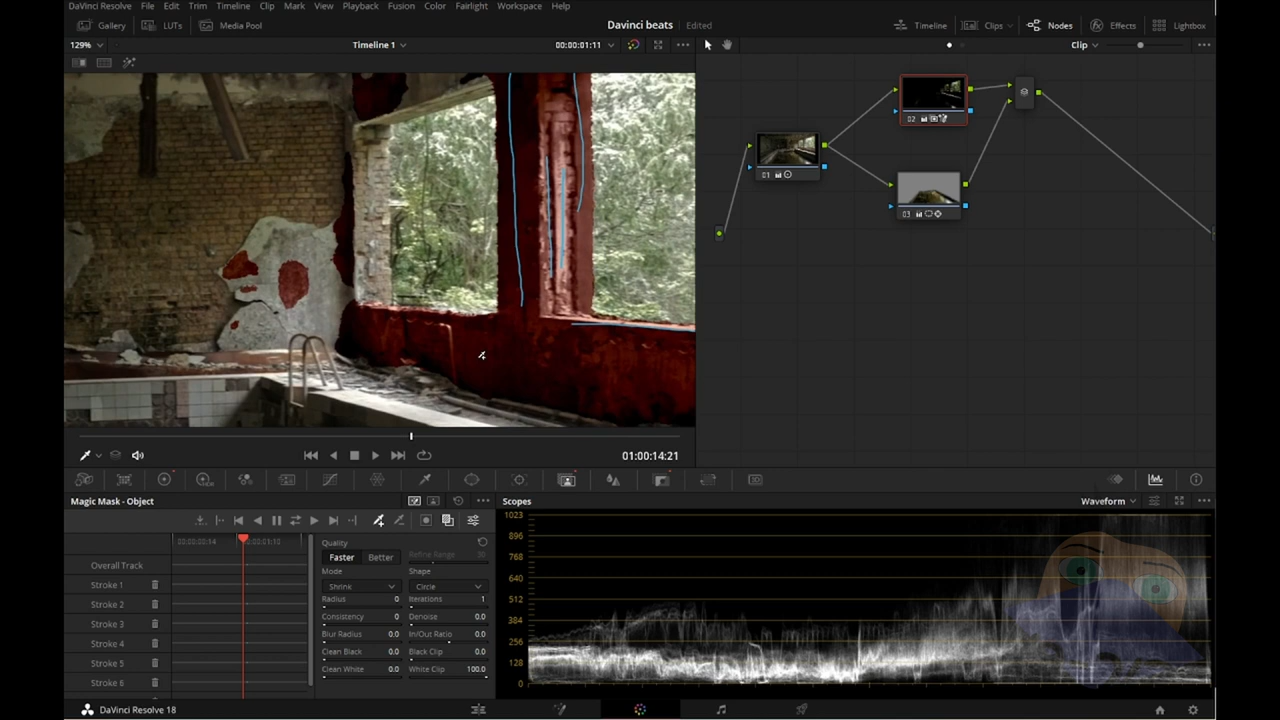 DaVinci Resolve File Edit Trim Timeline Clip Mark View Playback Fusion Color Fairlight Workspace Help
Gallery LUTs Media Pool Davinci beats Edited Timeline Clips Nodes Effects Lightbox
129% Timeline 1 00:00:01:11 Clip
02
01
03
01:00:14:21
Magic Mask - Object Scopes Waveform
Quality
Faster Better Refine Range 50
Mode Shape
Shrink Circle
Radius 0 Iterations 1
Consistency 0 Denoise 0.0
Blur Radius 0.0 In/Out Ratio 0.0
Clean Black 0.0 Black Clip 0.0
Clean White 0.0 White Clip 100.0
Overall Track
Stroke 1
Stroke 2
Stroke 3
Stroke 4
Stroke 5
Stroke 6
1023
896
768
640
512
384
256
128
0
DaVinci Resolve 18